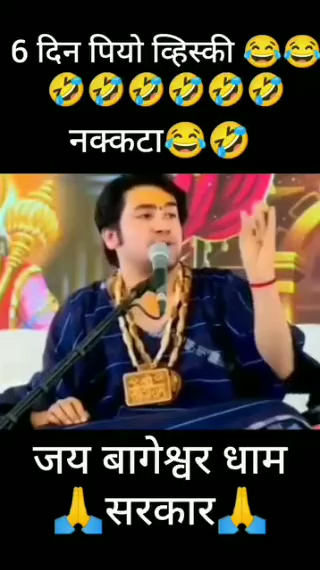 6 दिन पियो व्हिस्की 😂😂
🤣🤣🤣🤣🤣🤣
नक्कटा😂🤣
जय बागेश्वर धाम
🙏सरकार🙏